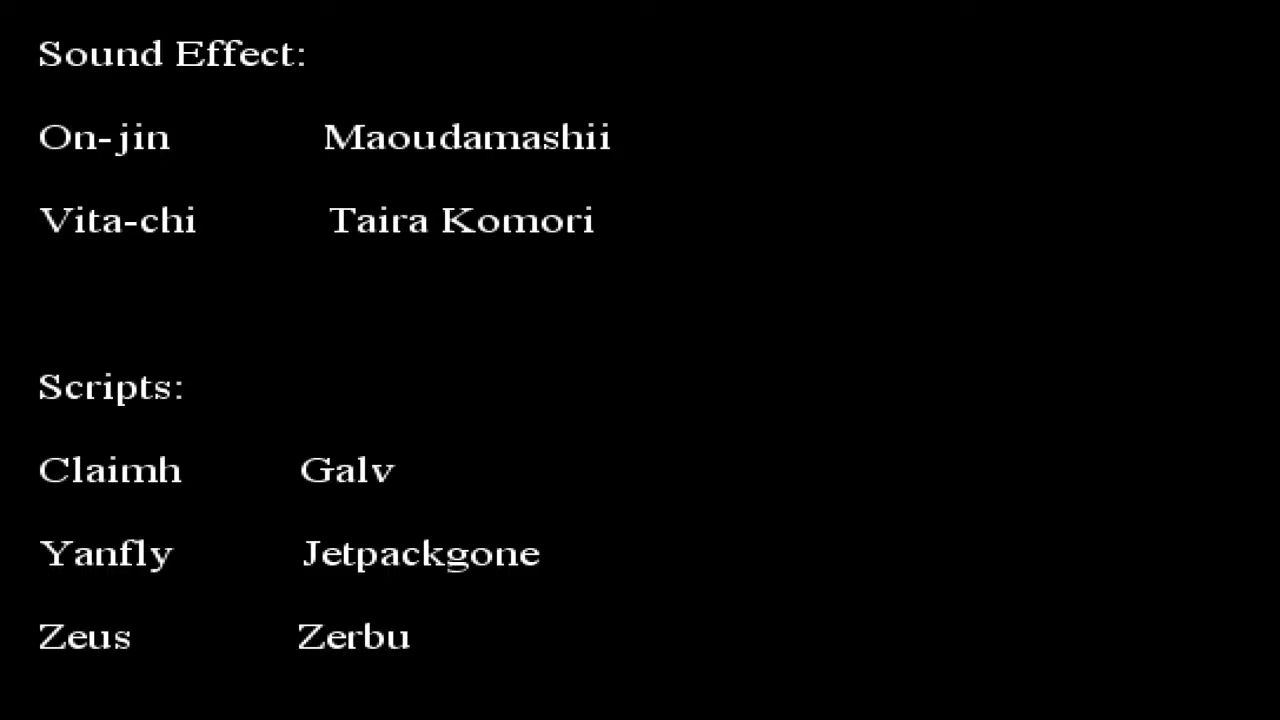 Sound Effect:
On-jin Maoudamashii
Vita-chi Taira Komori
Scripts:
Claimh Galv
Yanfly Jetpackgone
Zeus Zerbu